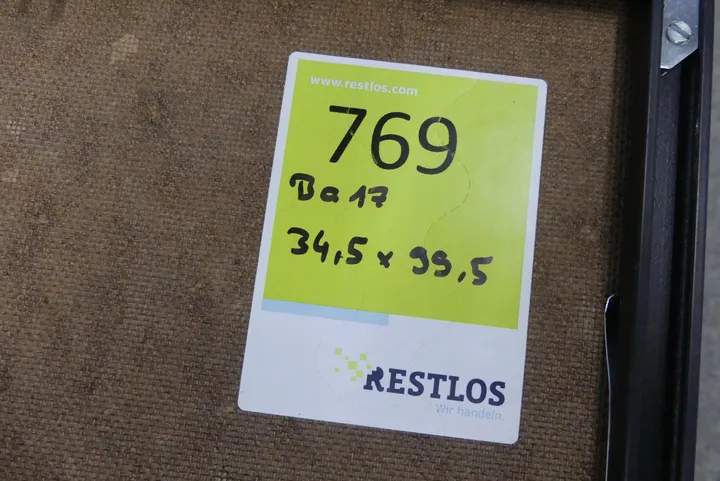 www.restlos.com
769
Ba 17
34,5 x 99,5
RESTLOS
Wir handeln.